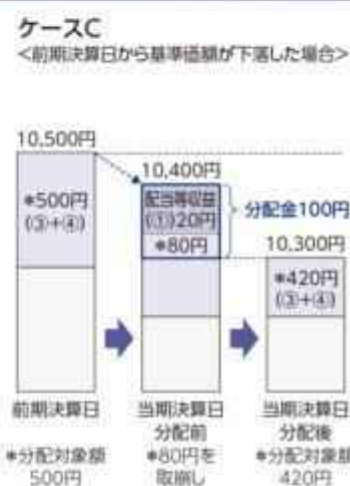 ケースC
<前期決算日から基準価額が下落した場合>
10,500円
*500円
(③+④)
10,400円
配当等収益
(①)20円
*80円
分配金100円
10,300円
*420円
(③+④)
前期決算日
*分配対象額
500円
当期決算日
分配前
*80円を
取崩し
当期決算日
分配後
*分配対象額
420円